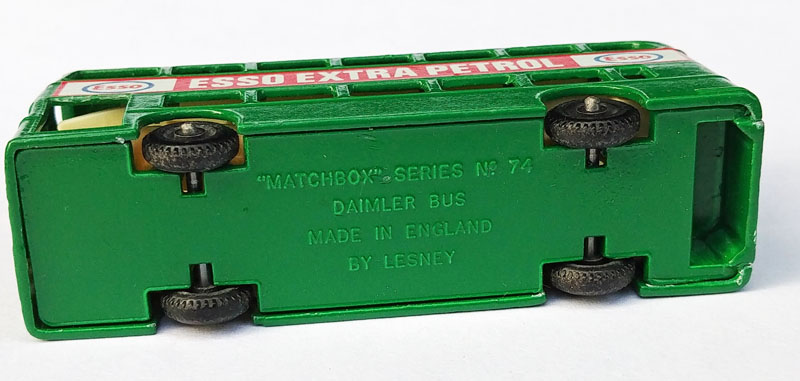 ESSO ESSO EXTRA PETROL ESSO
"MATCHBOX" SERIES Nº 74
DAIMLER BUS
MADE IN ENGLAND
BY LESNEY